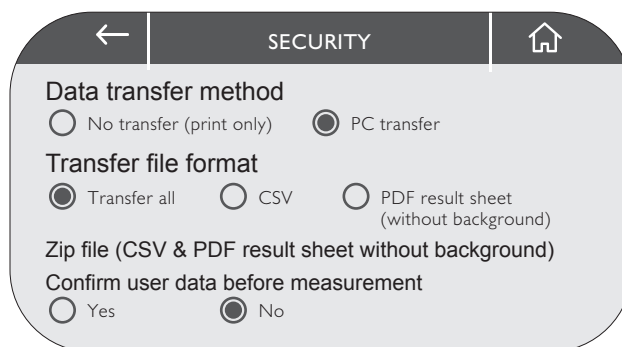 SECURITY
Data transfer method
No transfer (print only) PC transfer
Transfer file format
Transfer all CSV PDF result sheet
(without background)
Zip file (CSV & PDF result sheet without background)
Confirm user data before measurement
Yes No